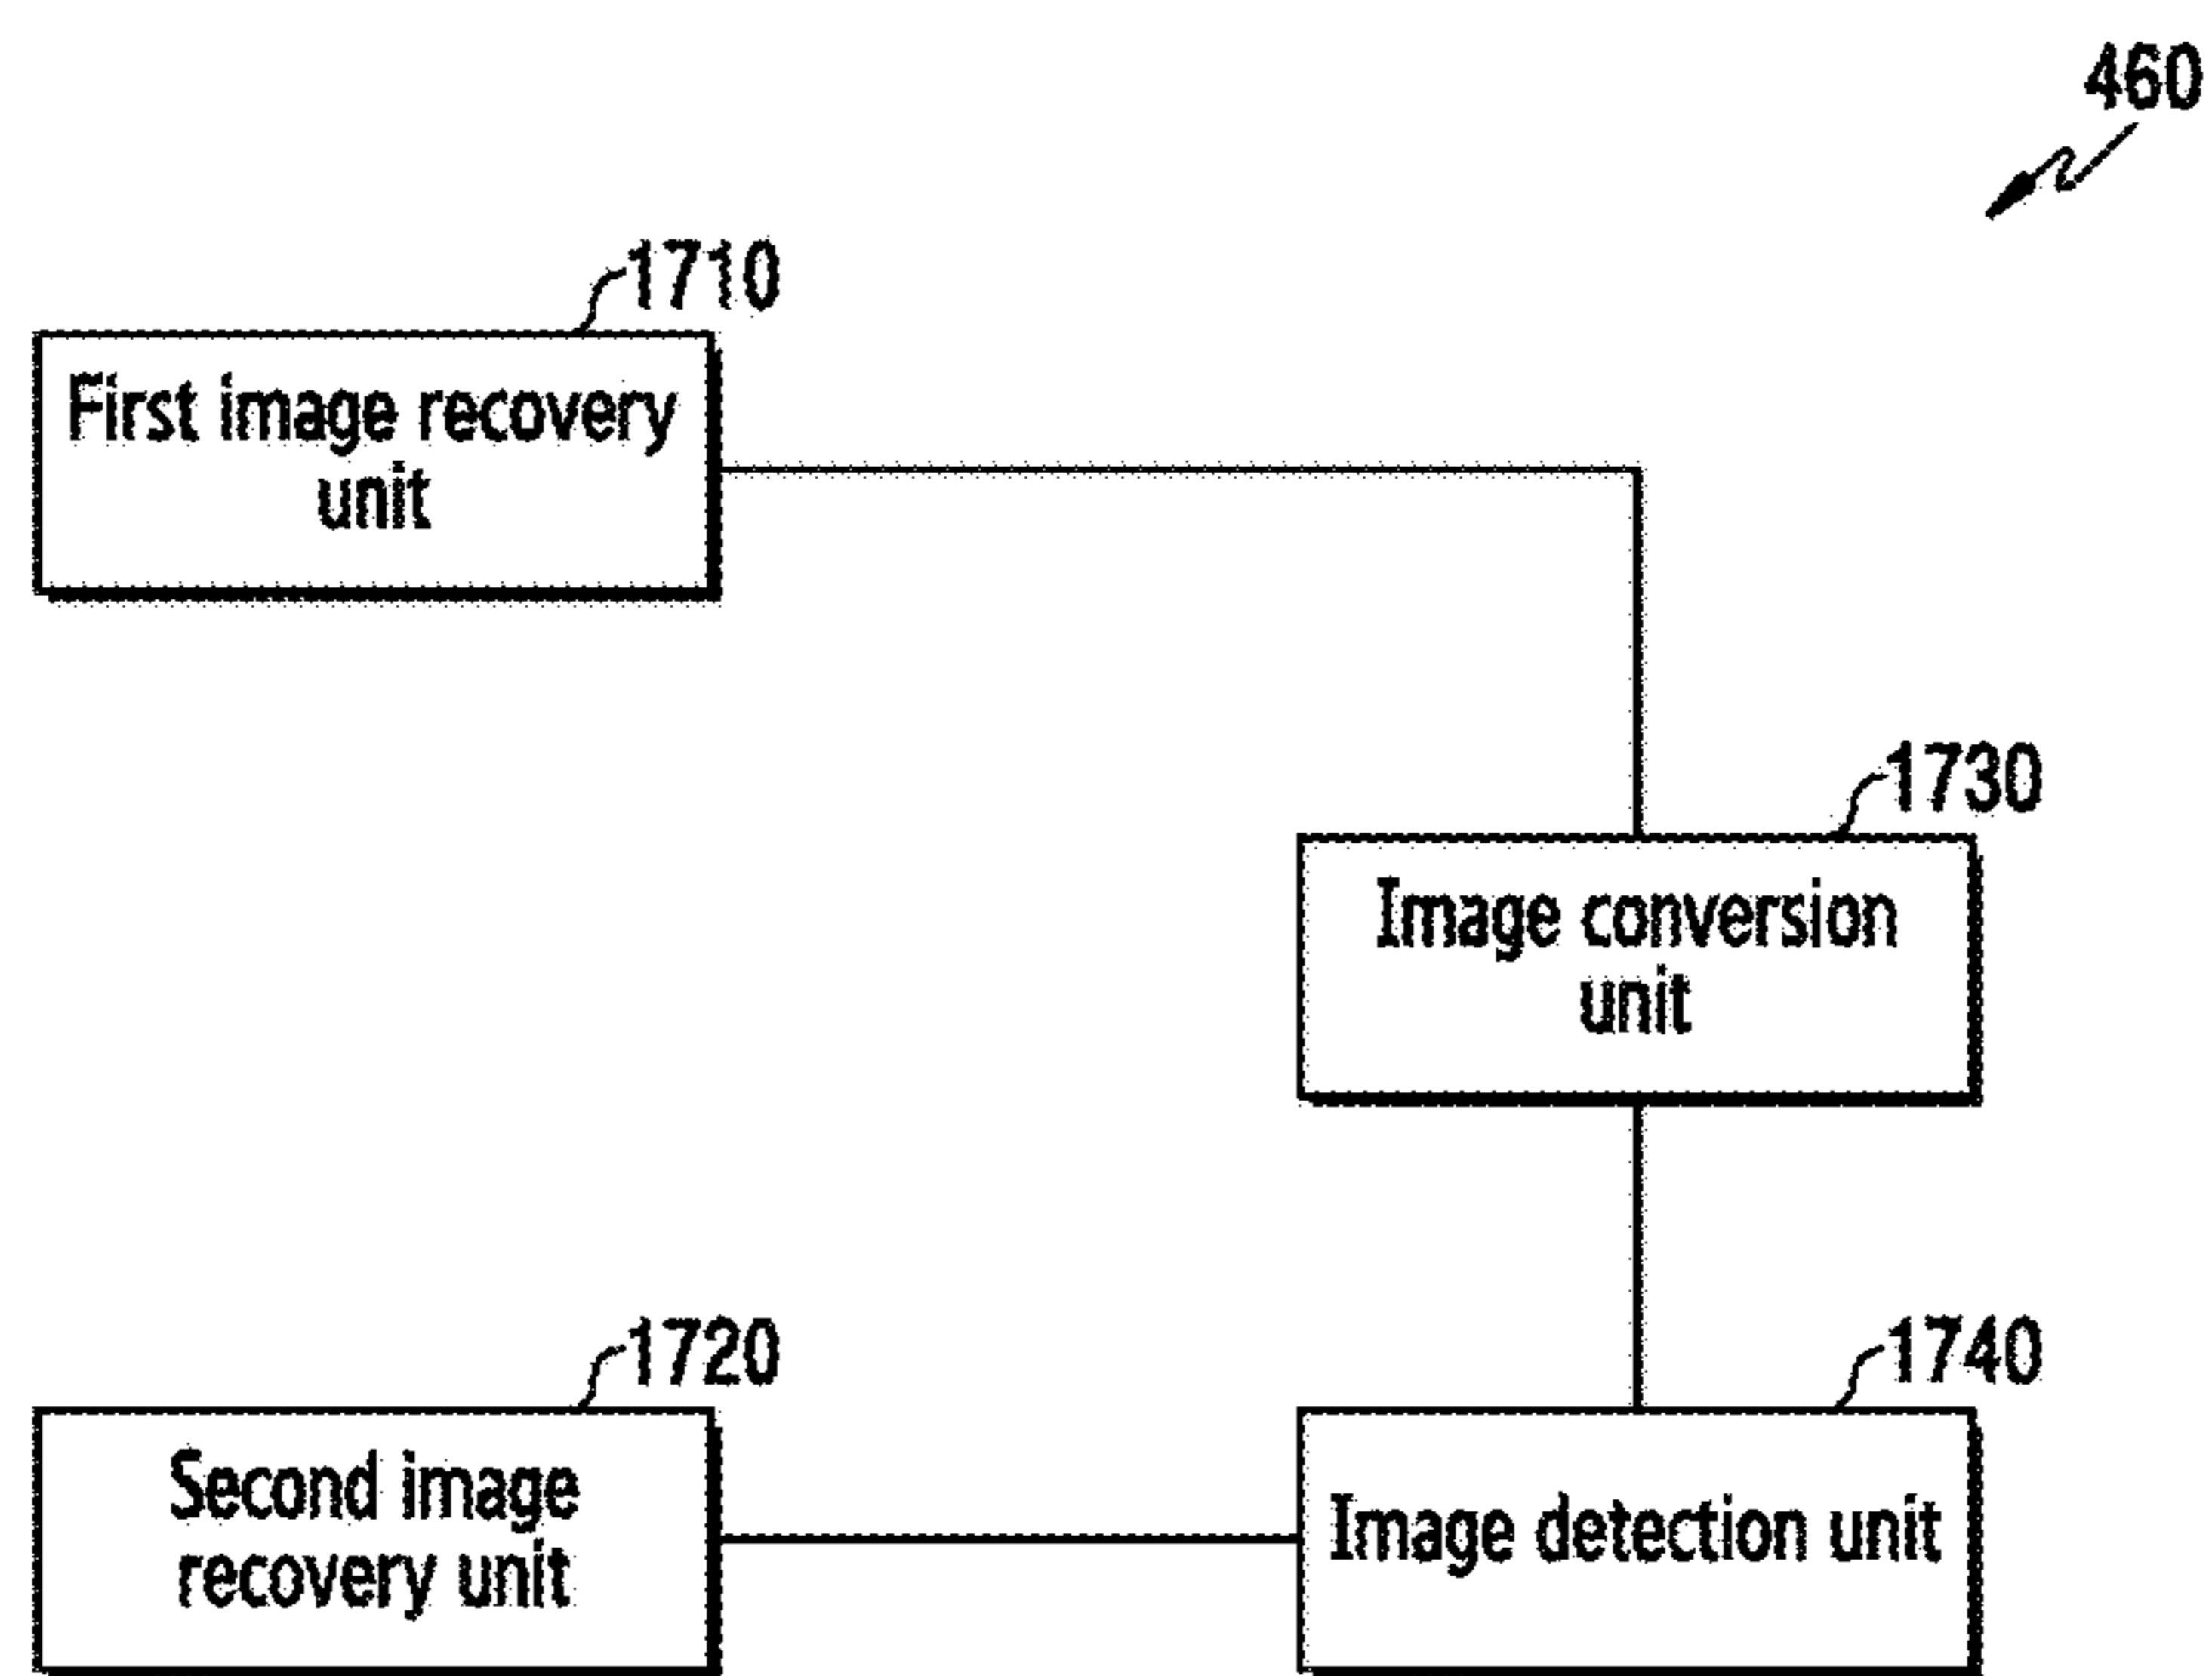 460
1710
First image recovery
unit
1730
Image conversion
unit
1720
Second image
recovery unit
1740
Image detection unit